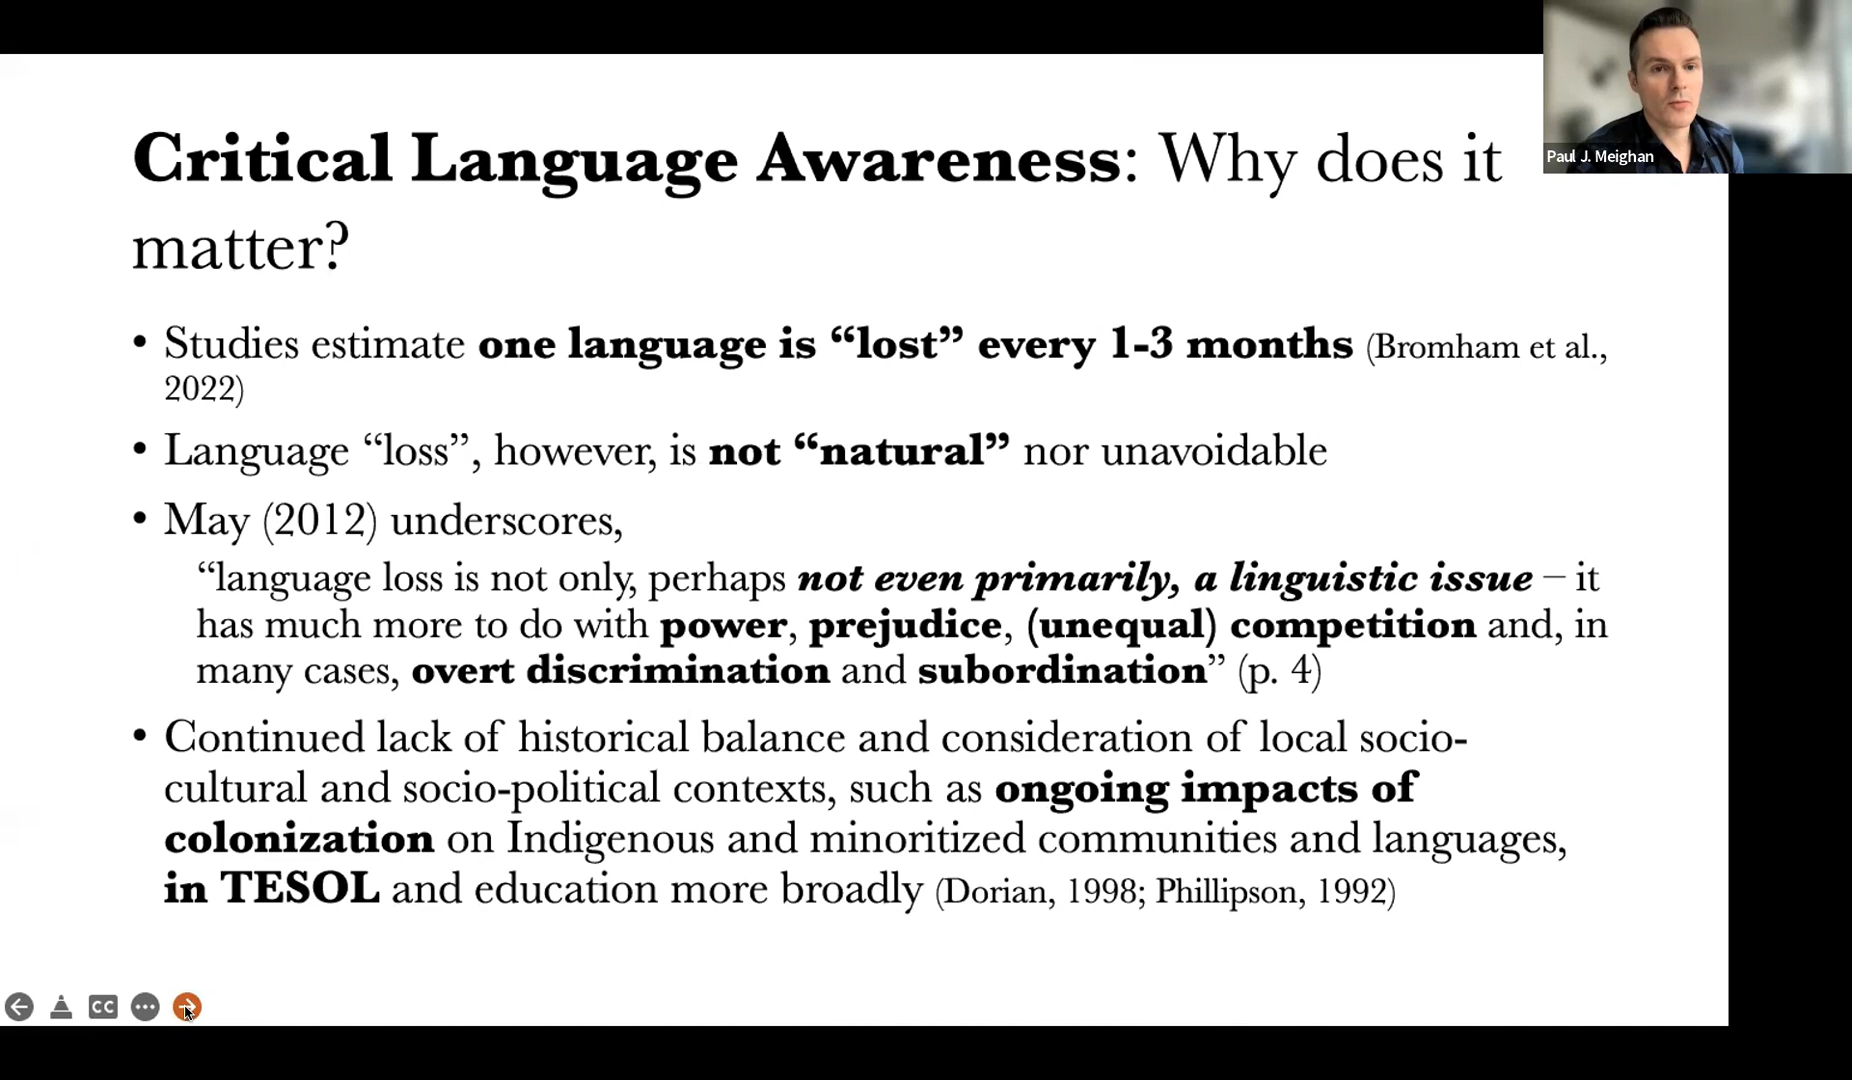 Critical Language Awareness: Why does it
matter?
• Studies estimate one language is “lost” every 1-3 months (Bromham et al.,
2022)
• Language “loss”, however, is not “natural” nor unavoidable
• May (2012) underscores,
“language loss is not only, perhaps not even primarily, a linguistic issue – it
has much more to do with power, prejudice, (unequal) competition and, in
many cases, overt discrimination and subordination” (p. 4)
• Continued lack of historical balance and consideration of local socio-
cultural and socio-political contexts, such as ongoing impacts of
colonization on Indigenous and minoritized communities and languages,
in TESOL and education more broadly (Dorian, 1998; Phillipson, 1992)
Paul J. Meighan
CC